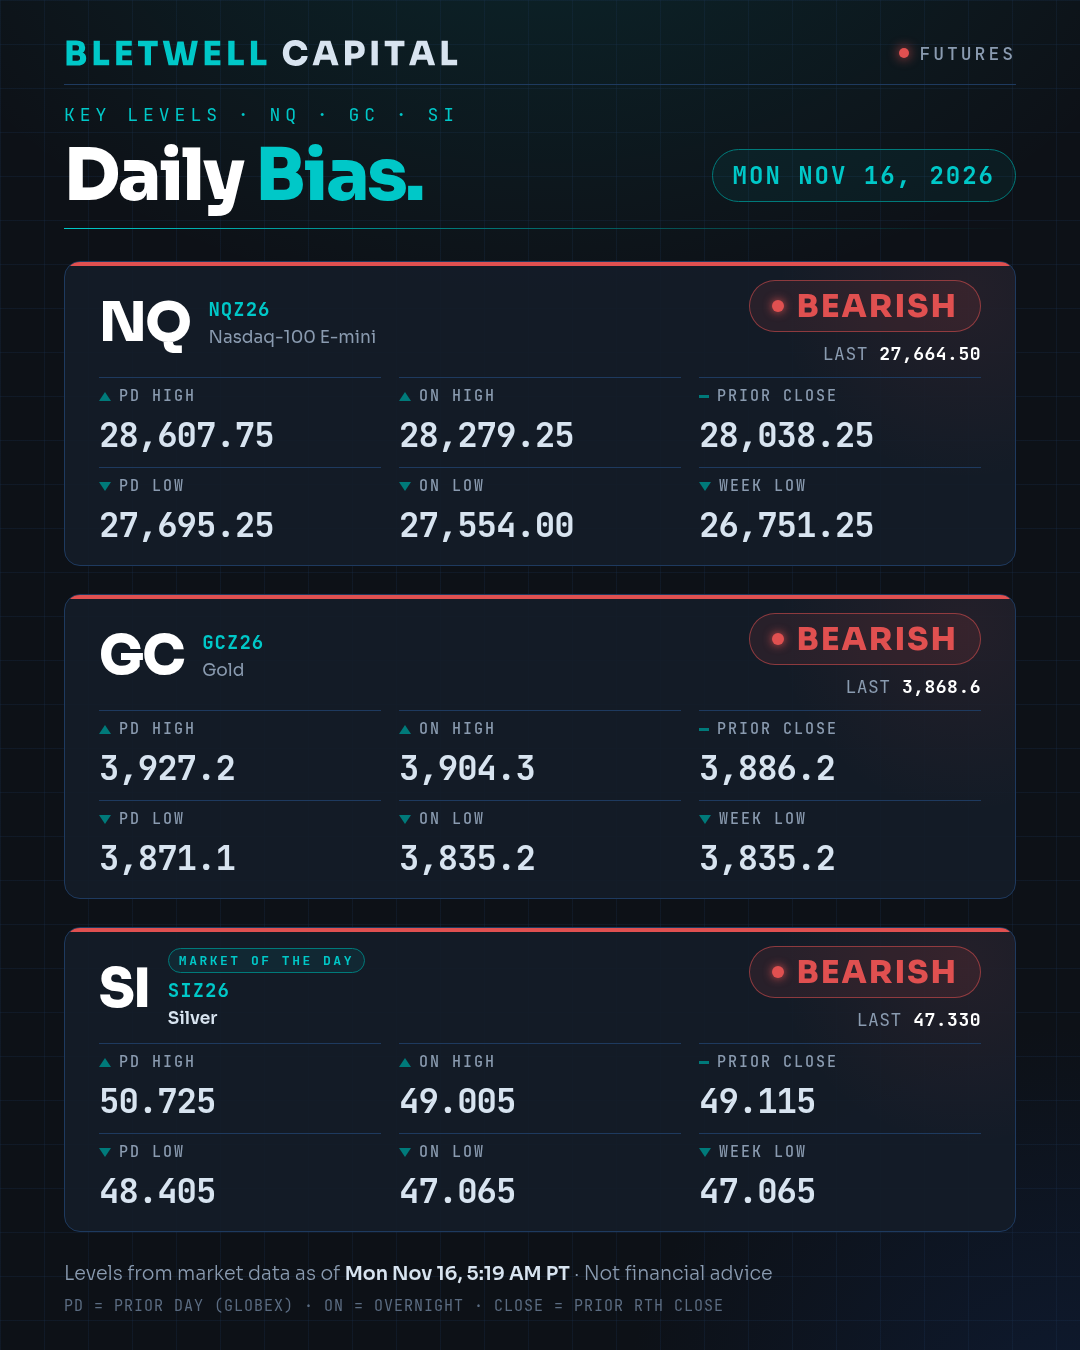 BLETWELL CAPITAL
FUTURES
KEY LEVELS · NQ · GC · SI
Daily Bias.
MON NOV 16, 2026
NQ
NQZ26
Nasdaq-100 E-mini
BEARISH
LAST 27,664.50
PD HIGH
ON HIGH
PRIOR CLOSE
28,607.75
28,279.25
28,038.25
PD LOW
ON LOW
WEEK LOW
27,695.25
27,554.00
26,751.25
GC
GCZ26
Gold
BEARISH
LAST 3,868.6
PD HIGH
ON HIGH
PRIOR CLOSE
3,927.2
3,904.3
3,886.2
PD LOW
ON LOW
WEEK LOW
3,871.1
3,835.2
3,835.2
SI
MARKET OF THE DAY
SIZ26
Silver
BEARISH
LAST 47.330
PD HIGH
ON HIGH
PRIOR CLOSE
50.725
49.005
49.115
PD LOW
ON LOW
WEEK LOW
48.405
47.065
47.065
Levels from market data as of Mon Nov 16, 5:19 AM PT · Not financial advice
PD = PRIOR DAY (GLOBEX) · ON = OVERNIGHT · CLOSE = PRIOR RTH CLOSE